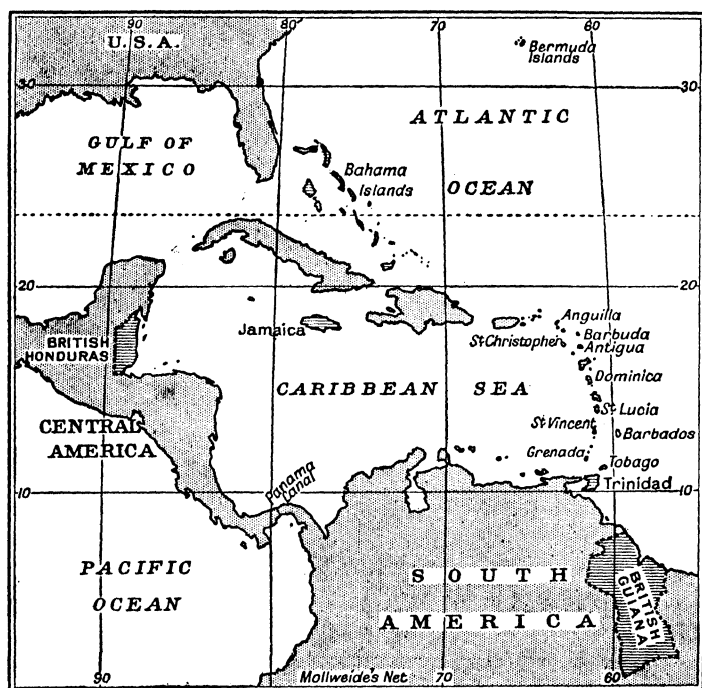 90
80
70
60
U.S.A.
Bermuda
Islands
30
30
ATLANTIC
GULF OF
MEXICO
Bahama
Islands
OCEAN
20
20
Jamaica
Anguilla
BRITISH
HONDURAS
St Christopher
Barbuda
Antigua
CARIBBEAN SEA
Dominica
St Lucia
CENTRAL
AMERICA
St Vincent
Barbados
Grenada
Tobago
Trinidad
Panama
Canal
10
10
PACIFIC
OCEAN
SOUTH
AMERICA
BRITISH
GUIANA
90
Mollweide's Net
70
60